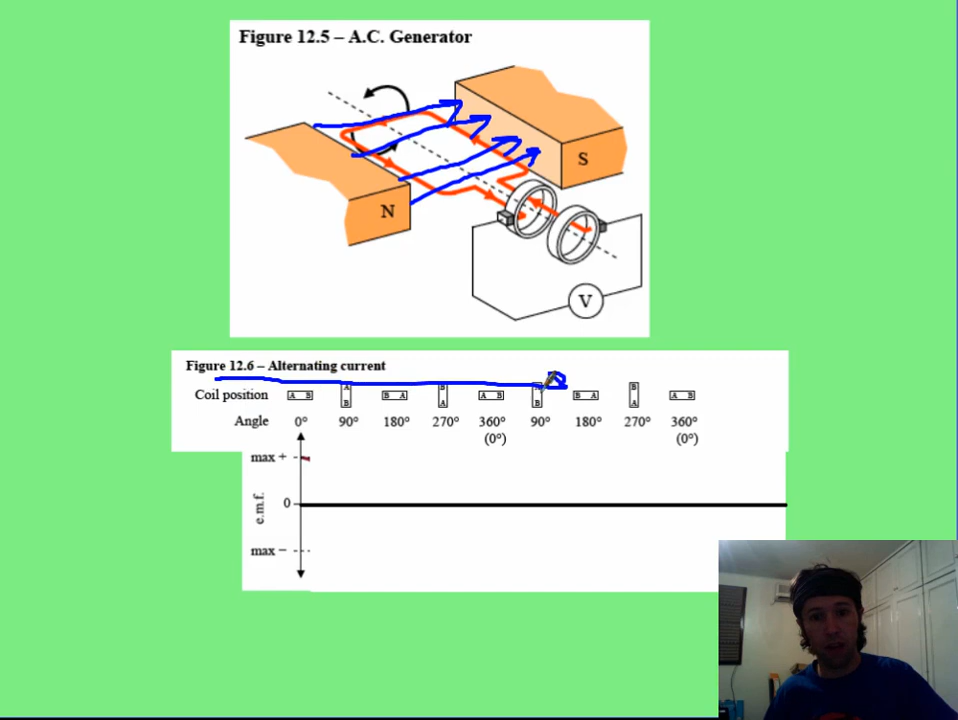 Figure 12.5 – A.C. Generator
S
N
V
Figure 12.6 – Alternating current
Coil position A B A B B A B A A B A B B A B A A B
Angle 0° 90° 180° 270° 360° 90° 180° 270° 360°
(0°) (0°)
max +
e.m.f.
0
max –